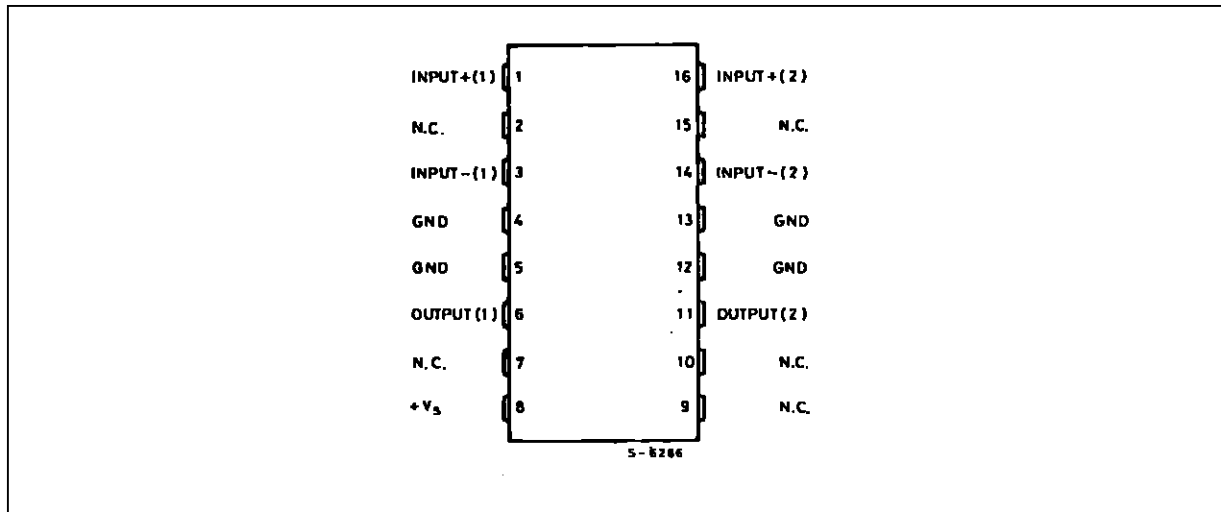 INPUT+(1) 1 16 INPUT+(2)
N.C. 2 15 N.C.
INPUT-(1) 3 14 INPUT-(2)
GND 4 13 GND
GND 5 12 GND
OUTPUT(1) 6 11 OUTPUT(2)
N.C. 7 10 N.C.
+Vs 8 9 N.C.